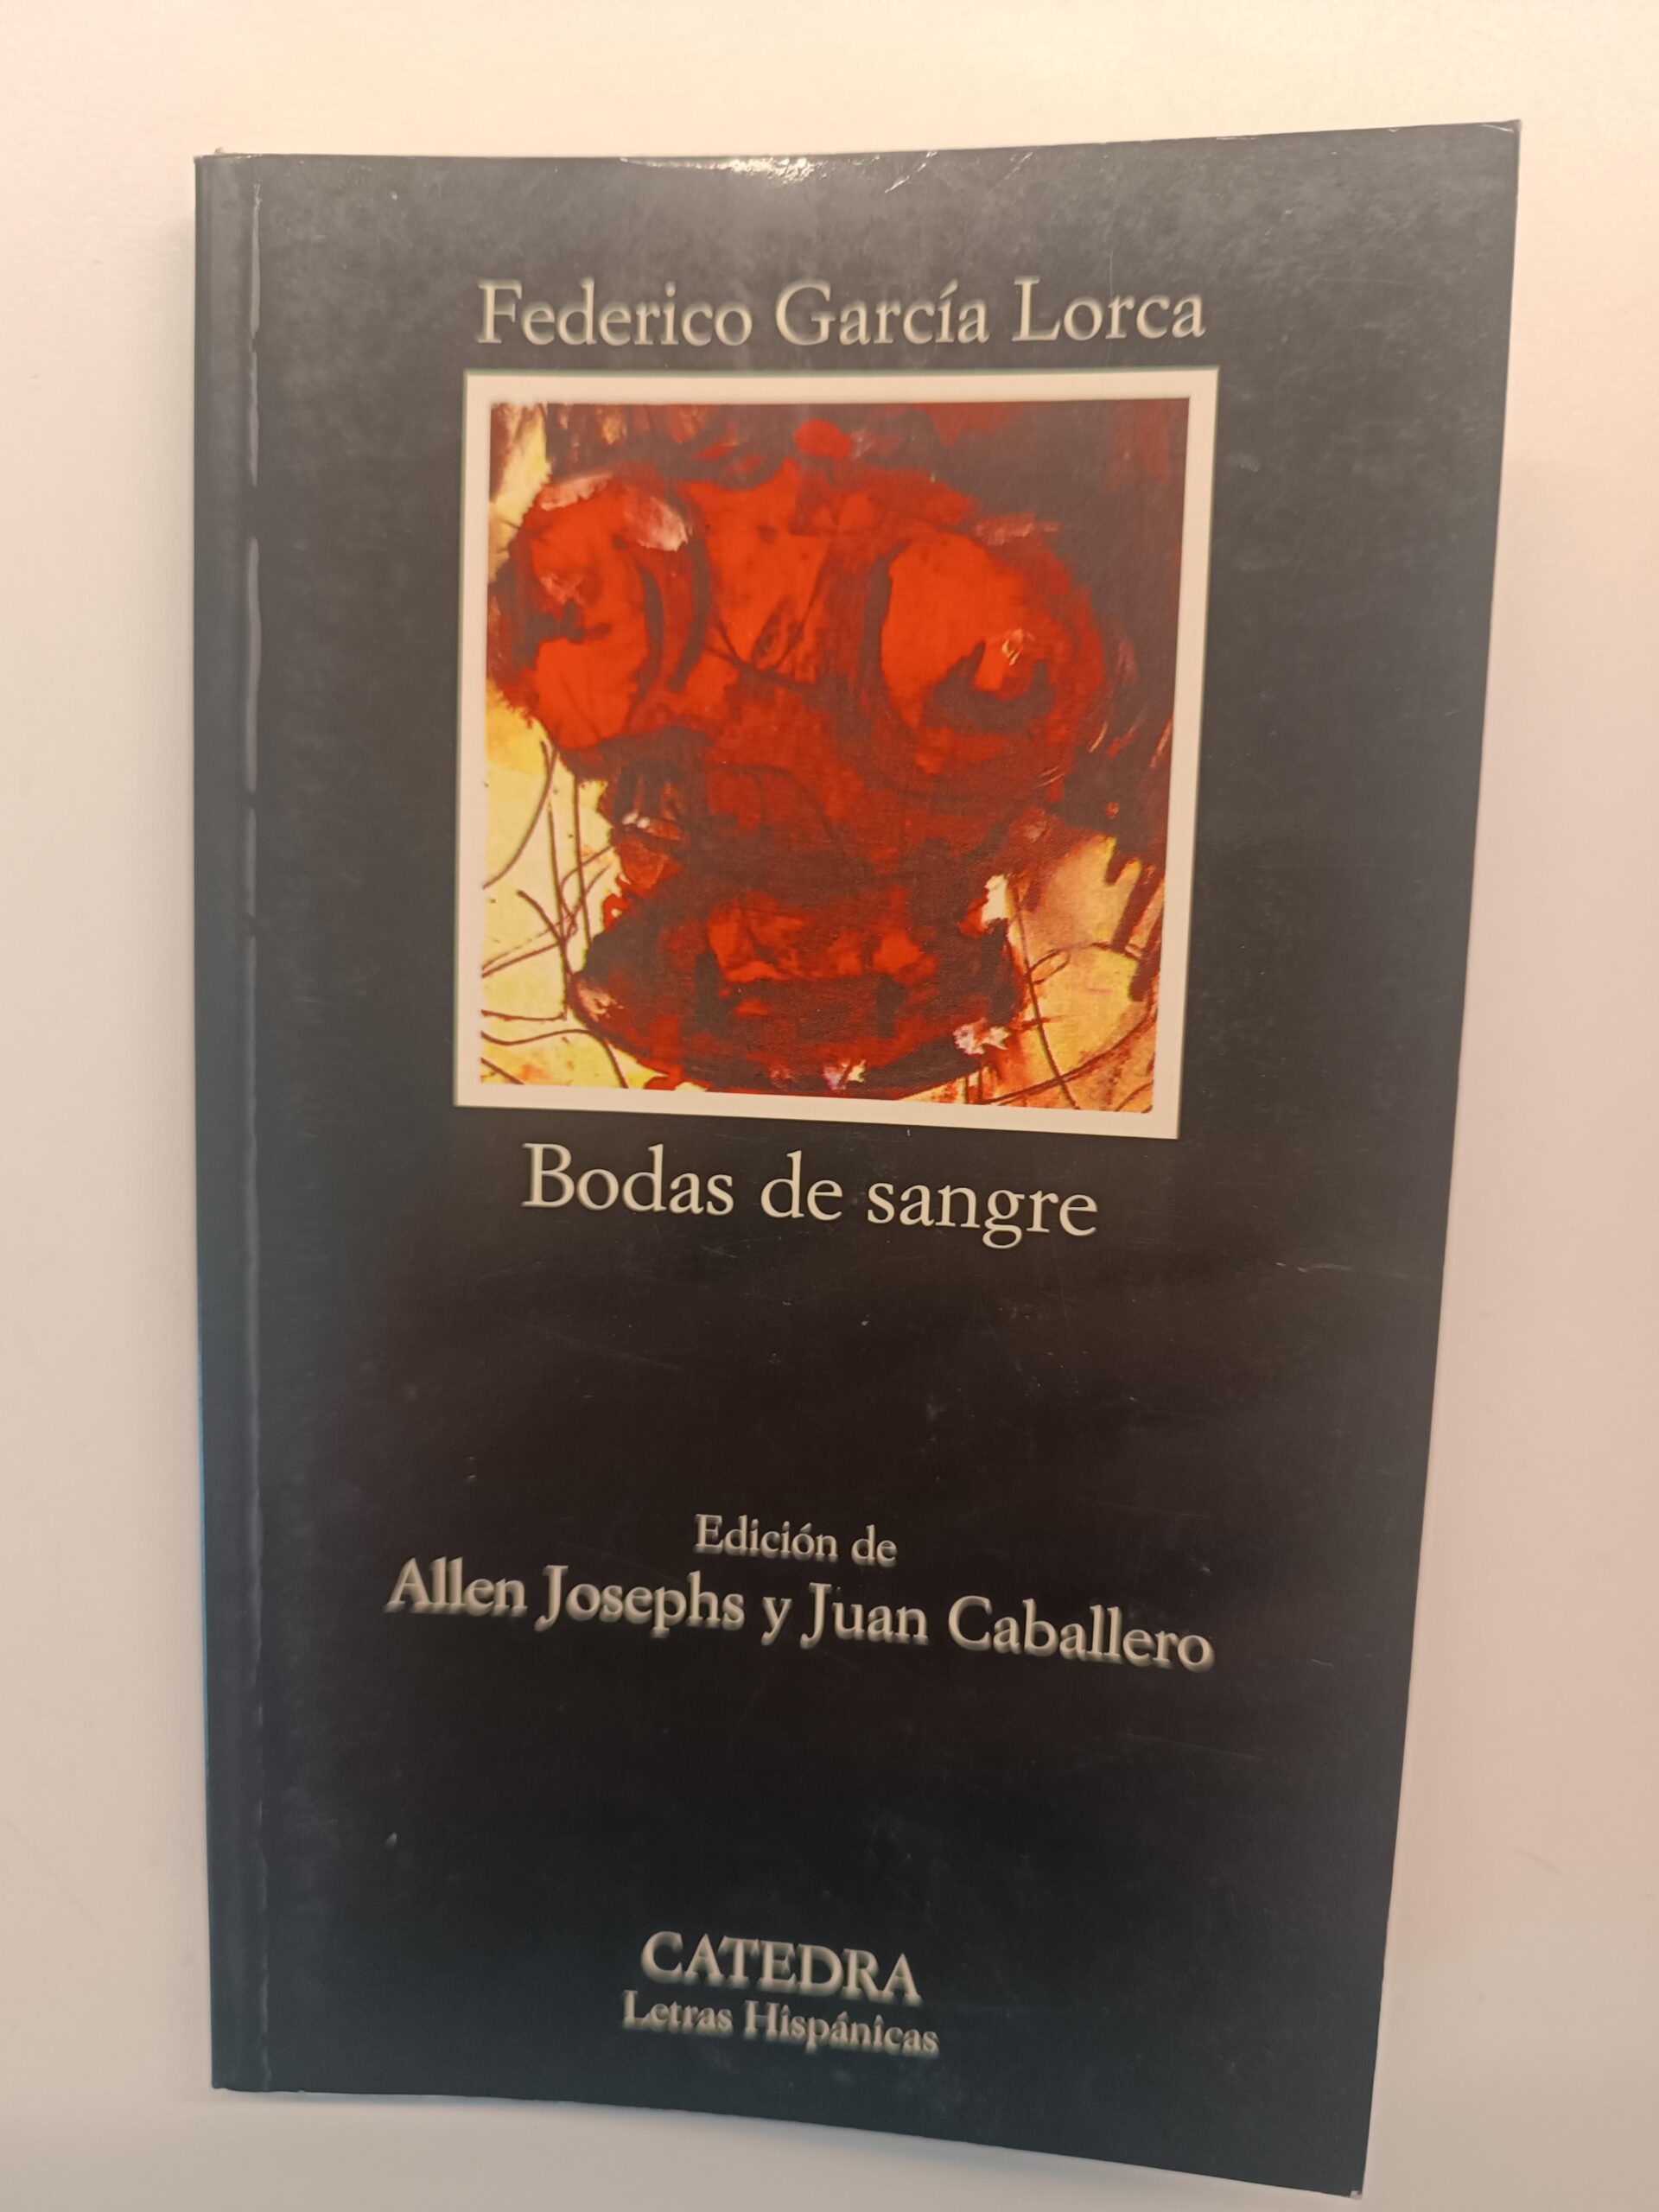 Federico García Lorca
Bodas de sangre
Edición de
Allen Josephs y Juan Caballero
CATEDRA
Letras Hispánicas